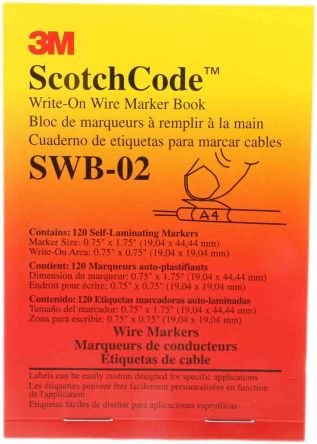 3M
ScotchCode™
Write-On Wire Marker Book
Bloc de marqueurs à remplir à la main
Cuaderno de etiquetas para marcar cables
SWB-02
A4
Contains: 120 Self-Laminating Markers
Marker Size: 0.75" x 1.75" (19,04 x 44,44 mm)
Write-On Area: 0.75" x 0.75" (19,04 x 19,04 mm)
Contient: 120 Marqueurs auto-plastifiants
Dimension du marqueur: 0.75" x 1.75" (19,04 x 44,44 mm)
Endroit pour écrire: 0.75" x 0.75" (19,04 x 19,04 mm)
Contenido: 120 Etiquetas marcadoras auto-laminadas
Tamaño del marcador: 0.75" x 1.75" (19,04 x 44,44 mm)
Zona para escribir: 0.75" x 0.75" (19,04 x 19,04 mm)
Wire Markers
Marqueurs de conducteurs
Etiquetas de cable
Labels can be easily custom designed for specific applications
Les étiquettes peuvent être facilement personnalisées en fonction
de l'application
Etiquetas fáciles de diseñar para aplicaciones específicas